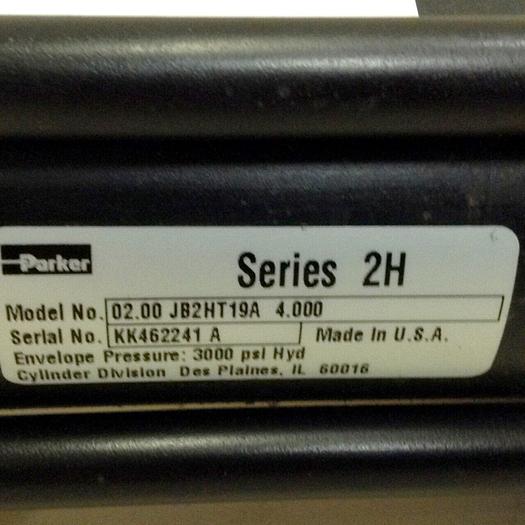 Parker
Series 2H
Model No. 02.00 JB2HT19A 4.000
Serial No. KK462241 A Made In U.S.A.
Envelope Pressure: 3000 psi Hyd
Cylinder Division Des Plaines, IL 60016